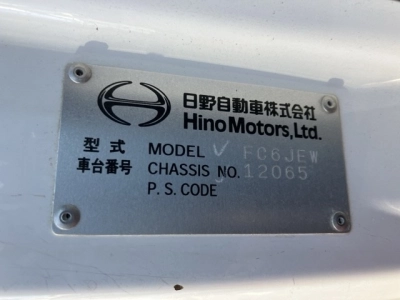 日野自動車株式会社
Hino Motors, Ltd.
型式 MODEL FC6JEW
車台番号 CHASSIS NO. 12065
P.S. CODE